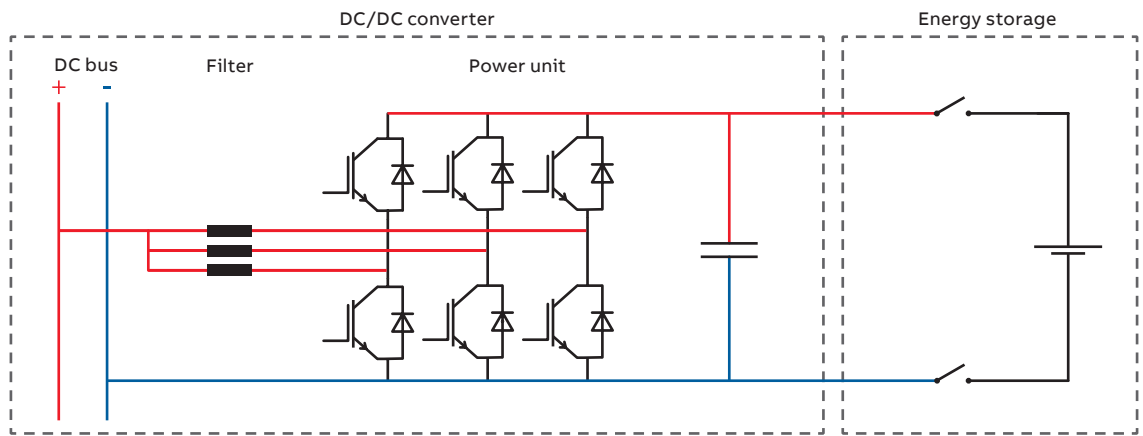 DC/DC converter
Energy storage
DC bus
Filter
Power unit
+
-